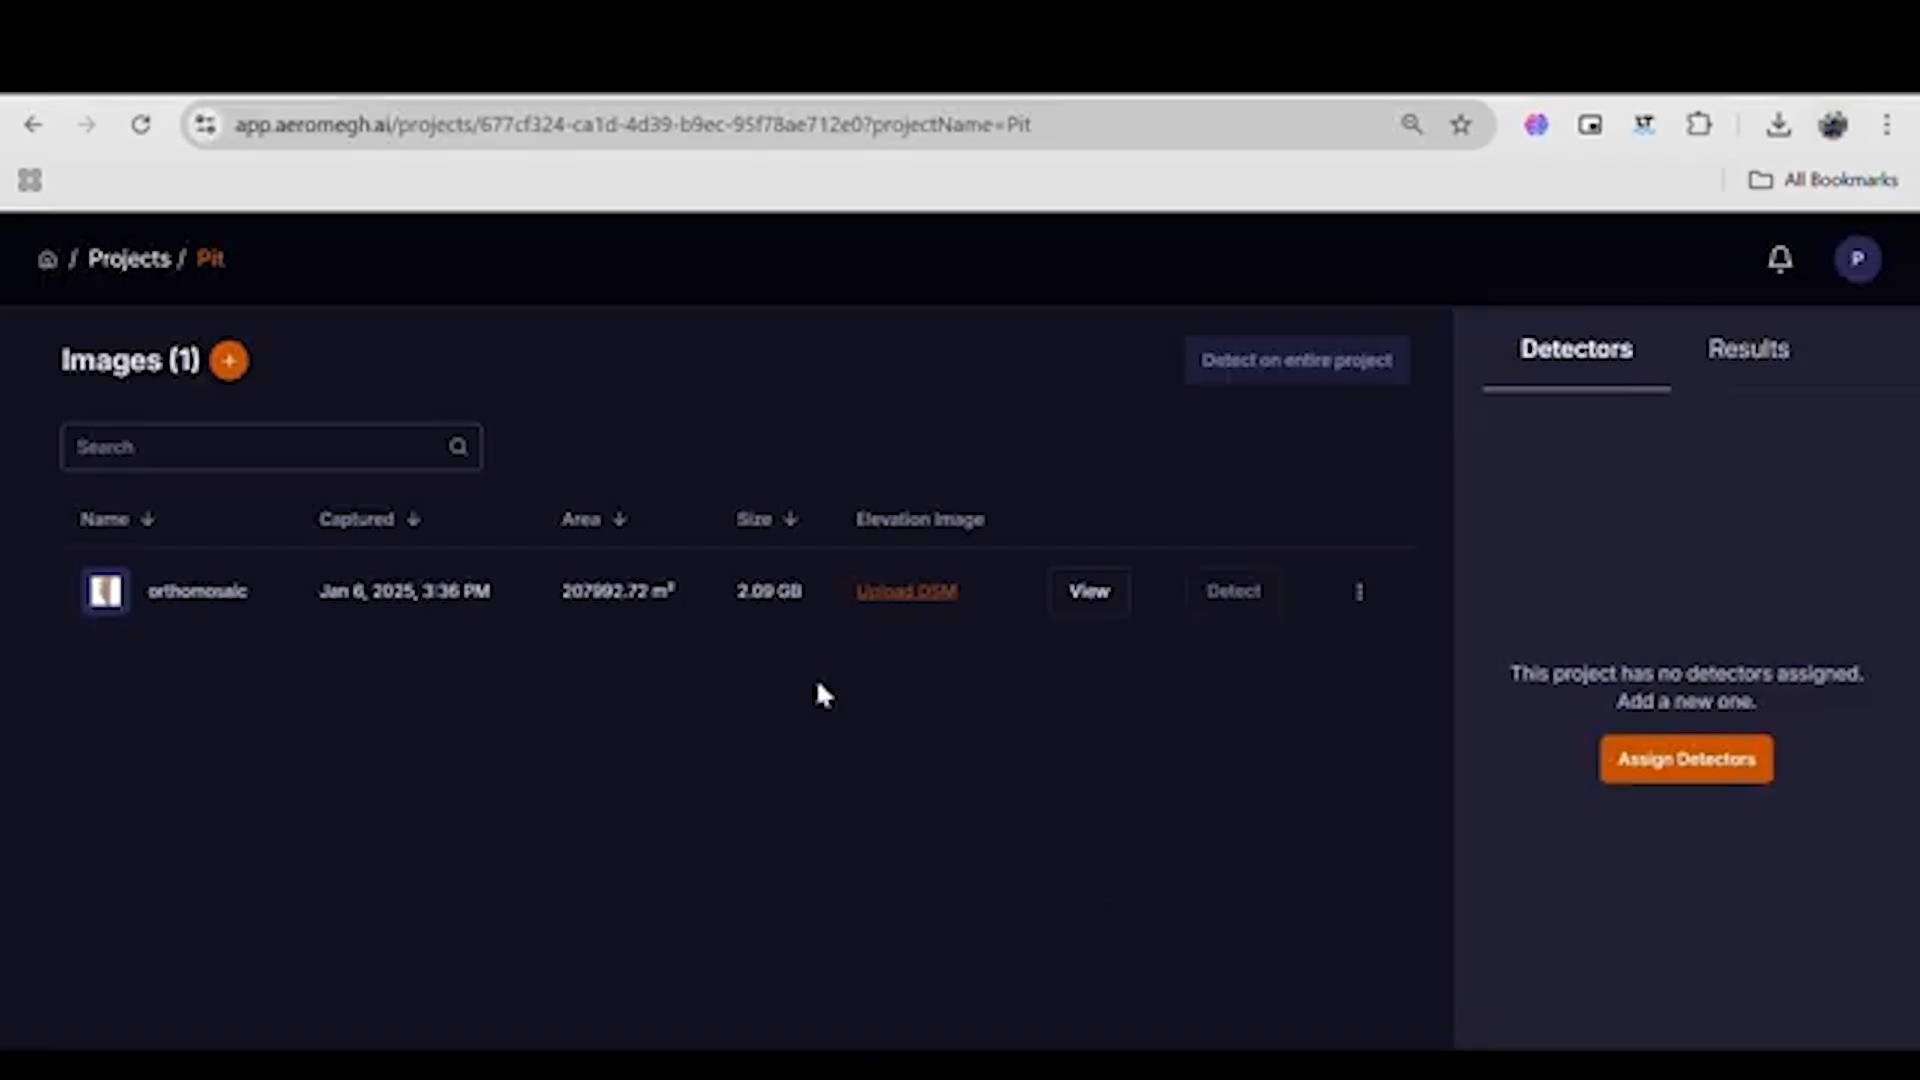 app.aeromegh.ai/projects/677cf324-ca1d-4d39-b9ec-95f78ae712e0?projectName=Pit
All Bookmarks
/ Projects / Pit
P
Images (1) +
Detect on entire project
Detectors
Results
Search
Name
Captured
Area
Size
Elevation Image
orthomosaic
Jan 6, 2025, 3:36 PM
207992.72 m²
2.09 GB
Upload DSM
View
Detect
This project has no detectors assigned.
Add a new one.
Assign Detectors